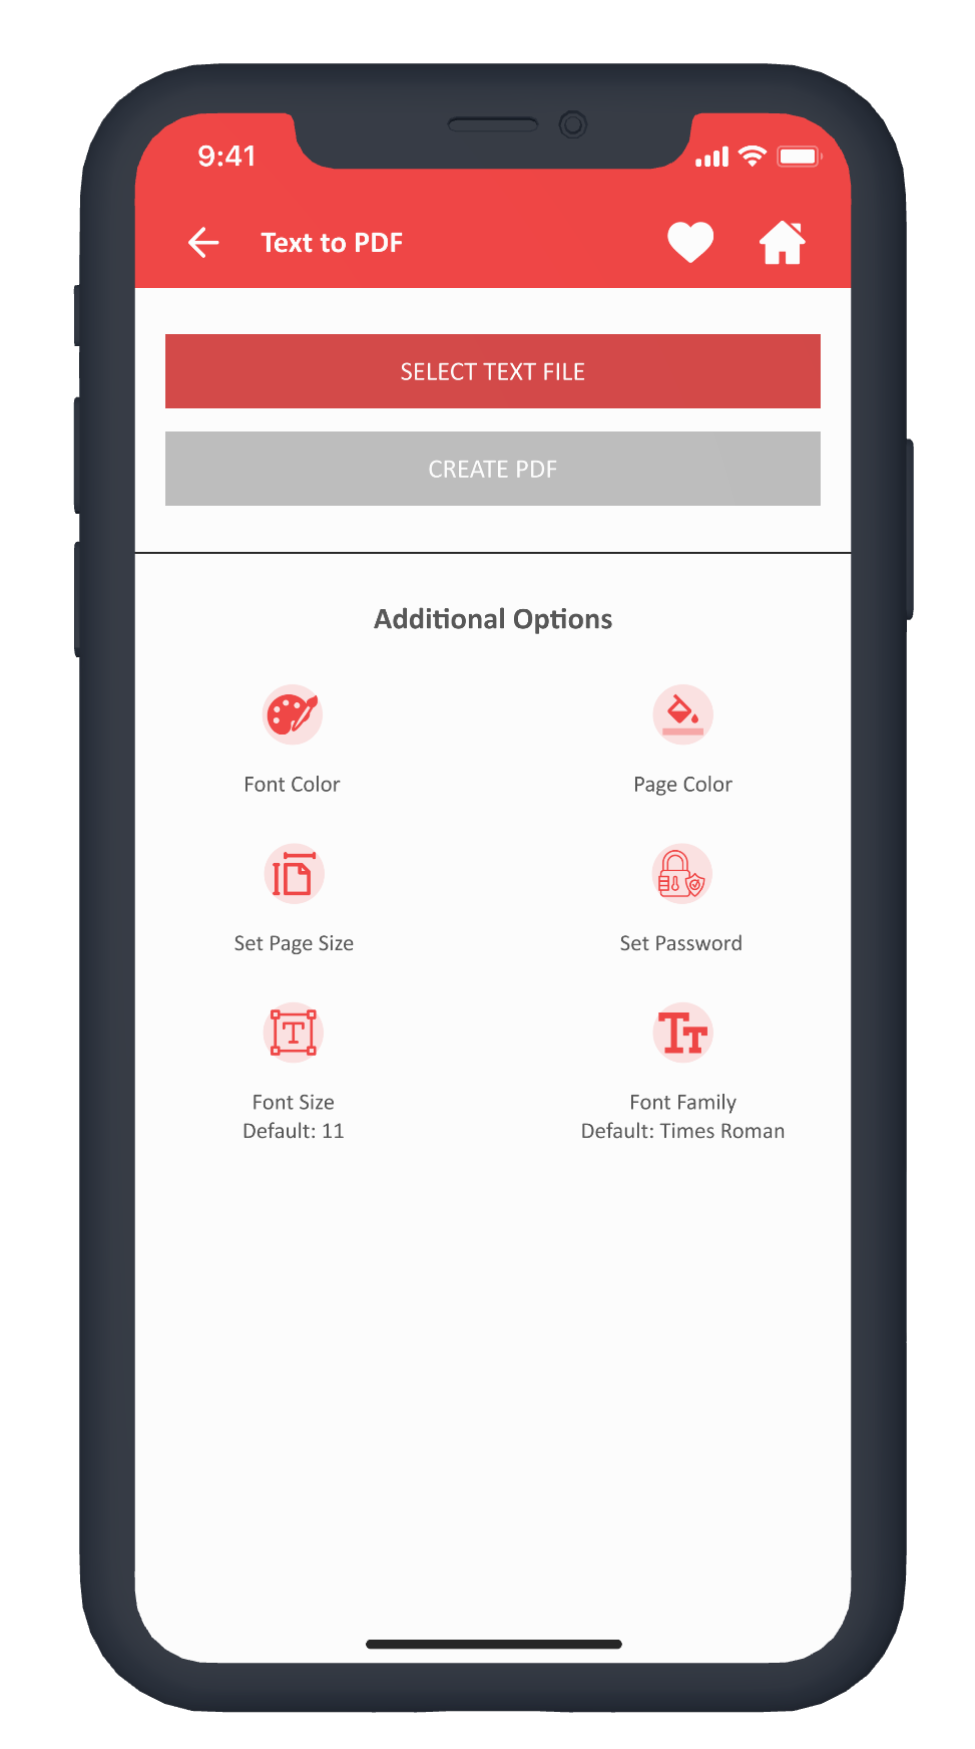 9:41
Text to PDF
SELECT TEXT FILE
CREATE PDF
Additional Options
Font Color
Page Color
Set Page Size
Set Password
Font Size
Default: 11
Font Family
Default: Times Roman